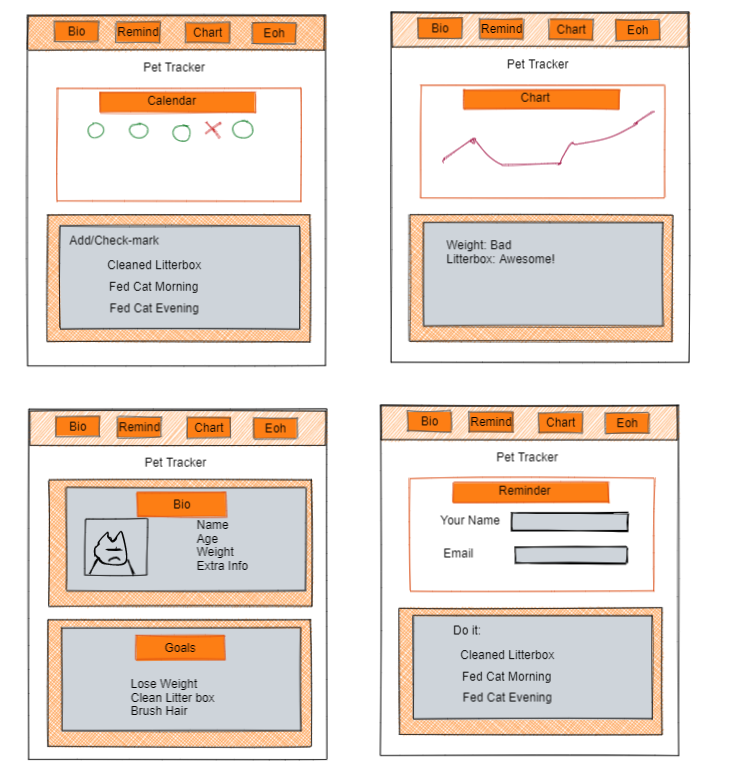 Bio Remind Chart Eoh
Pet Tracker
Calendar
Add/Check-mark
Cleaned Litterbox
Fed Cat Morning
Fed Cat Evening
Bio Remind Chart Eoh
Pet Tracker
Chart
Weight: Bad
Litterbox: Awesome!
Bio Remind Chart Eoh
Pet Tracker
Bio
Name
Age
Weight
Extra Info
Goals
Lose Weight
Clean Litter box
Brush Hair
Bio Remind Chart Eoh
Pet Tracker
Reminder
Your Name
Email
Do it:
Cleaned Litterbox
Fed Cat Morning
Fed Cat Evening